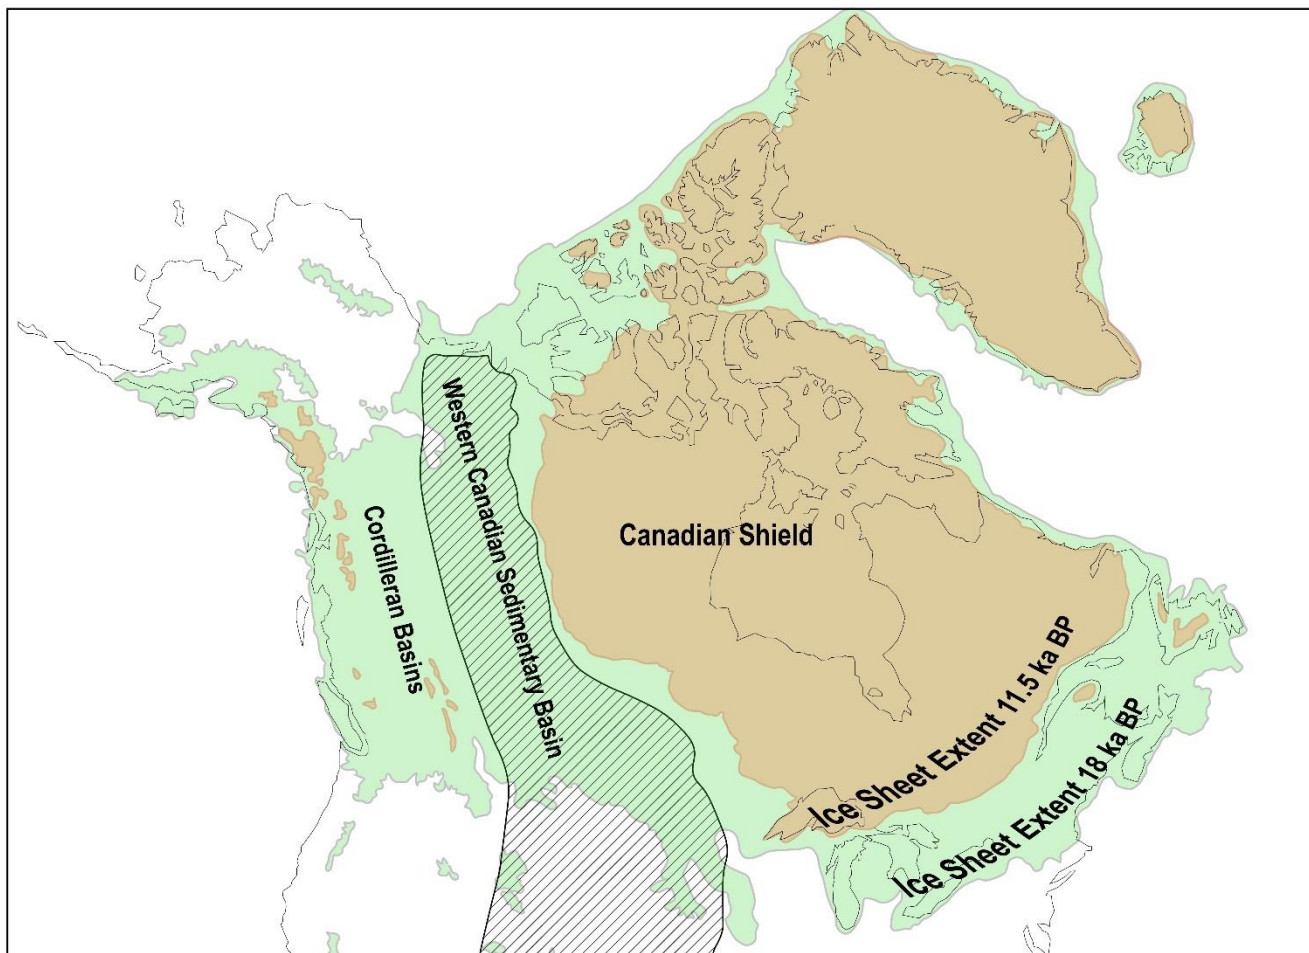 Western Canadian Sedimentary Basin
Cordilleran Basins
Canadian Shield
Ice Sheet Extent 11.5 ka BP
Ice Sheet Extent 18 ka BP